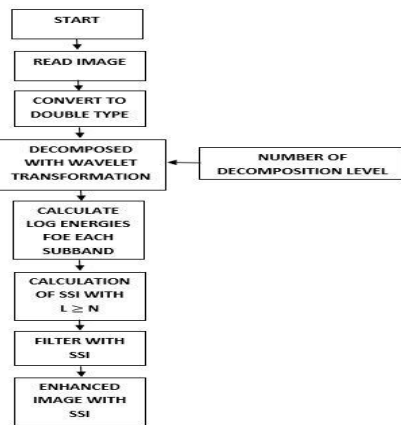 START
READ IMAGE
CONVERT TO
DOUBLE TYPE
DECOMPOSED
WITH WAVELET
TRANSFORMATION
NUMBER OF
DECOMPOSITION LEVEL
CALCULATE
LOG ENERGIES
FOE EACH
SUBBAND
CALCULATION
OF SSI WITH
L ≥ N
FILTER WITH
SSI
ENHANCED
IMAGE WITH
SSI